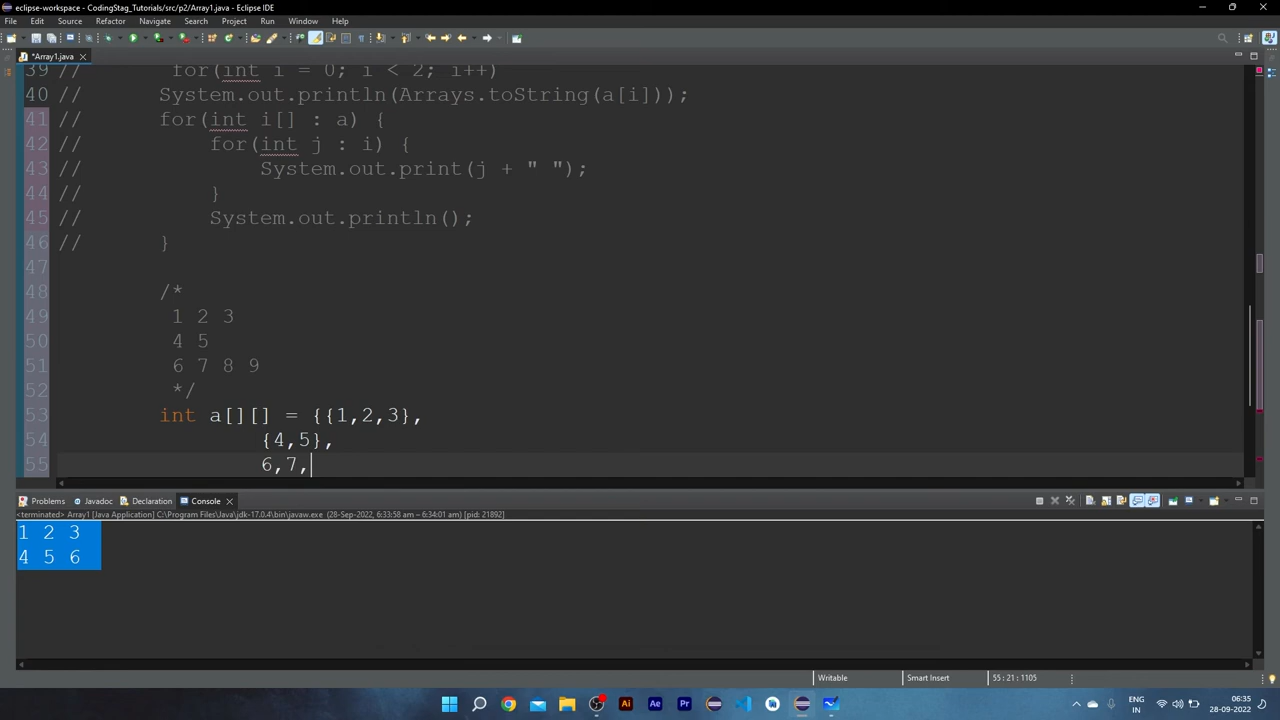 eclipse-workspace - CodingStag_Tutorials/src/p2/Array1.java - Eclipse IDE
File Edit Source Refactor Navigate Search Project Run Window Help
*Array1.java
39 // for(int i = 0; i < 2; i++)
40 // System.out.println(Arrays.toString(a[i]));
41 // for(int i[] : a) {
42 // for(int j : i) {
43 // System.out.print(j + " ");
44 // }
45 // System.out.println();
46 // }
47
48 /*
49 1 2 3
50 4 5
51 6 7 8 9
52 */
53 int a[][] = {{1,2,3},
54 {4,5},
55 6,7,
Problems Javadoc Declaration Console
<terminated> Array1 [Java Application] C:\Program Files\Java\jdk-17.0.4\bin\javaw.exe (28-Sep-2022, 6:33:58 am – 6:34:01 am) [pid: 21892]
1 2 3
4 5 6
Writable Smart Insert 55 : 21 : 1105
Ai Ae Pr
ENG 06:35
IN 28-09-2022